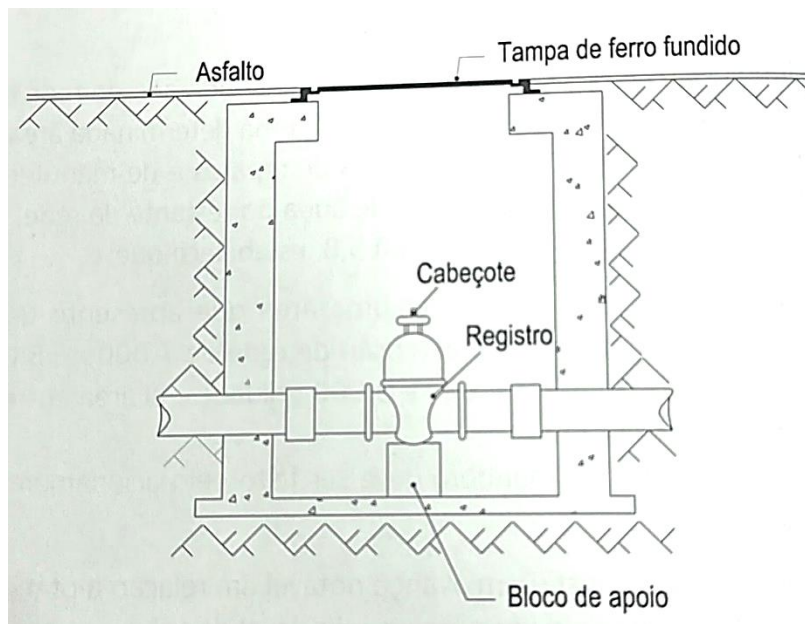 Tampa de ferro fundido
Asfalto
Cabeçote
Registro
Bloco de apoio